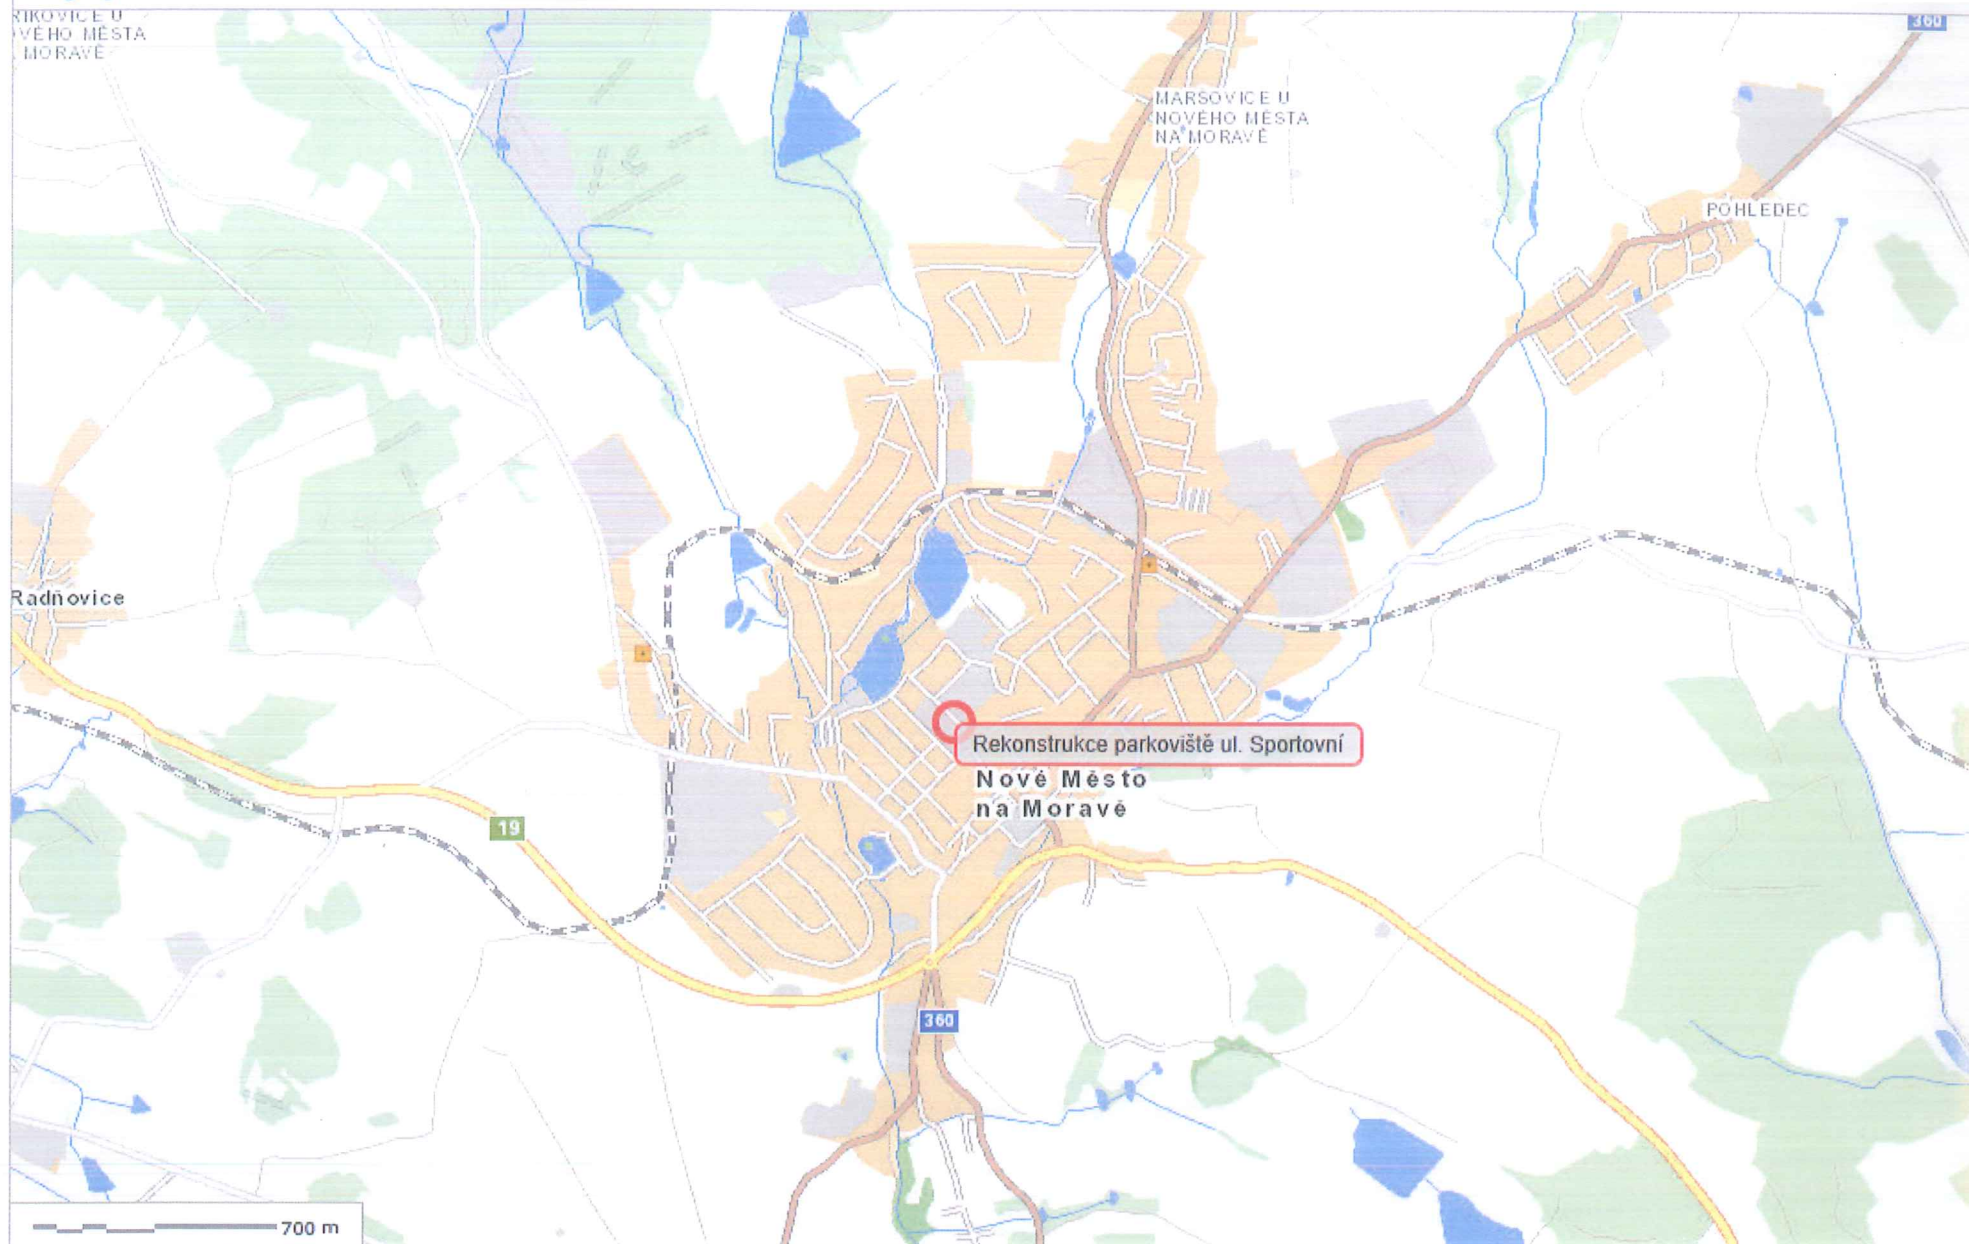 360
MARŠOVICE U
NOVÉHO MĚSTA
NA MORAVĚ
POHLEDEC
Radňovice
Rekonstrukce parkoviště ul. Sportovní
Nové Město
na Moravě
19
360
700 m